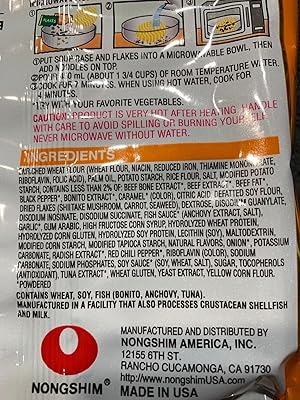 FLAKES
①PUT SOUP BASE AND FLAKES INTO A MICROWAVABLE BOWL, THEN
ADD NOODLES ON TOP.
mL (ABOUT 1 3/4 CUPS) OF ROOM TEMPERATURE WATER.
③COOK FOR 7 MINUTES. WHEN USING HOT WATER, COOK FOR
MINUTES.
*TRY WITH YOUR FAVORITE VEGETABLES.
CAUTION: PRODUCT IS VERY HOT AFTER HEATING. HANDLE
WITH CARE TO AVOID SPILLING OR BURNING YOURSELF.
NEVER MICROWAVE WITHOUT WATER.
INGREDIENTS
ENRICHED WHEAT FLOUR (WHEAT FLOUR, NIACIN, REDUCED IRON, THIAMINE MONONITRATE,
RIBOFLAVIN, FOLIC ACID), PALM OIL, POTATO STARCH, RICE FLOUR, SALT, MODIFIED POTATO
STARCH, CONTAINS LESS THAN 2% OF: BEEF BONE EXTRACT*, BEEF EXTRACT*, BEEF FAT*,
BLACK PEPPER*, BONITO EXTRACT*, CARAMEL* (COLOR), CITRIC ACID, DEFATTED SOY FLOUR,
DRIED FLAKES (SHIITAKE MUSHROOM, CARROT, SEAWEED), DEXTROSE, DISODIUM GUANYLATE,
DISODIUM INOSINATE, DISODIUM SUCCINATE, FISH SAUCE* (ANCHOVY EXTRACT, SALT),
GARLIC*, GUM ARABIC, HIGH FRUCTOSE CORN SYRUP, HYDROLYZED WHEAT PROTEIN,
HYDROLYZED CORN GLUTEN, HYDROLYZED SOY PROTEIN, LECITHIN (SOY), MALTODEXTRIN,
MODIFIED CORN STARCH, MODIFIED TAPIOCA STARCH, NATURAL FLAVORS, ONION*, POTASSIUM
CARBONATE, RADISH EXTRACT*, RED CHILI PEPPER*, RIBOFLAVIN (COLOR), SODIUM
CARBONATE, SODIUM PHOSPHATES, SOY SAUCE* (SOY, WHEAT, SALT), SUGAR, TOCOPHEROLS
(ANTIOXIDANT), TUNA EXTRACT*, WHEAT GLUTEN, YEAST EXTRACT, YELLOW CORN FLOUR.
*POWDERED
CONTAINS WHEAT, SOY, FISH (BONITO, ANCHOVY, TUNA).
MANUFACTURED IN A FACILITY THAT ALSO PROCESSES CRUSTACEAN SHELLFISH
AND MILK.
MANUFACTURED AND DISTRIBUTED BY
NONGSHIM AMERICA, INC.
12155 6TH ST.
RANCHO CUCAMONGA, CA 91730
http://www.nongshimUSA.com
MADE IN USA
NONGSHIM®